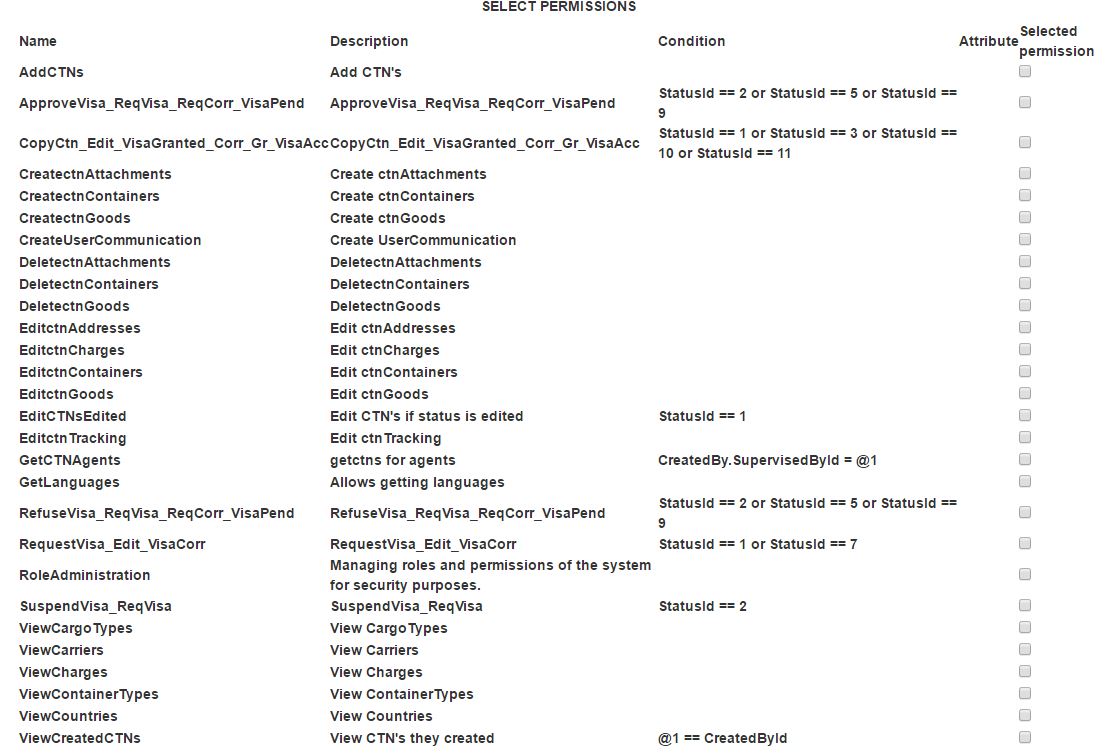 SELECT PERMISSIONS
Name Description Condition Attribute Selected permission
AddCTNs Add CTN's
ApproveVisa_ReqVisa_ReqCorr_VisaPend ApproveVisa_ReqVisa_ReqCorr_VisaPend StatusId == 2 or StatusId == 5 or StatusId ==
9
CopyCtn_Edit_VisaGranted_Corr_Gr_VisaAcc CopyCtn_Edit_VisaGranted_Corr_Gr_VisaAcc StatusId == 1 or StatusId == 3 or StatusId ==
10 or StatusId == 11
CreatectnAttachments Create ctnAttachments
CreatectnContainers Create ctnContainers
CreatectnGoods Create ctnGoods
CreateUserCommunication Create UserCommunication
DeletectnAttachments DeletectnAttachments
DeletectnContainers DeletectnContainers
DeletectnGoods DeletectnGoods
EditctnAddresses Edit ctnAddresses
EditctnCharges Edit ctnCharges
EditctnContainers Edit ctnContainers
EditctnGoods Edit ctnGoods
EditCTNsEdited Edit CTN's if status is edited StatusId == 1
EditctnTracking Edit ctnTracking
GetCTNAgents getctns for agents CreatedBy.SupervisedById = @1
GetLanguages Allows getting languages
RefuseVisa_ReqVisa_ReqCorr_VisaPend RefuseVisa_ReqVisa_ReqCorr_VisaPend StatusId == 2 or StatusId == 5 or StatusId ==
9
RequestVisa_Edit_VisaCorr RequestVisa_Edit_VisaCorr StatusId == 1 or StatusId == 7
RoleAdministration Managing roles and permissions of the system
for security purposes.
SuspendVisa_ReqVisa SuspendVisa_ReqVisa StatusId == 2
ViewCargoTypes View CargoTypes
ViewCarriers View Carriers
ViewCharges View Charges
ViewContainerTypes View ContainerTypes
ViewCountries View Countries
ViewCreatedCTNs View CTN's they created @1 == CreatedById